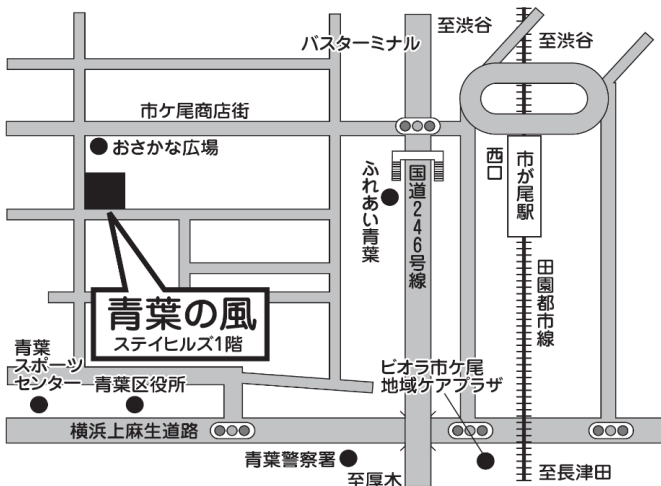 至渋谷
バスターミナル
至渋谷
市ケ尾商店街
おさかな広場
西口
市が尾駅
ふれあい青葉
国道246号線
田園都市線
青葉の風
ステイヒルズ1階
青葉
スポーツ
センター
青葉区役所
ビオラ市ケ尾
地域ケアプラザ
横浜上麻生道路
青葉警察署
至厚木
至長津田